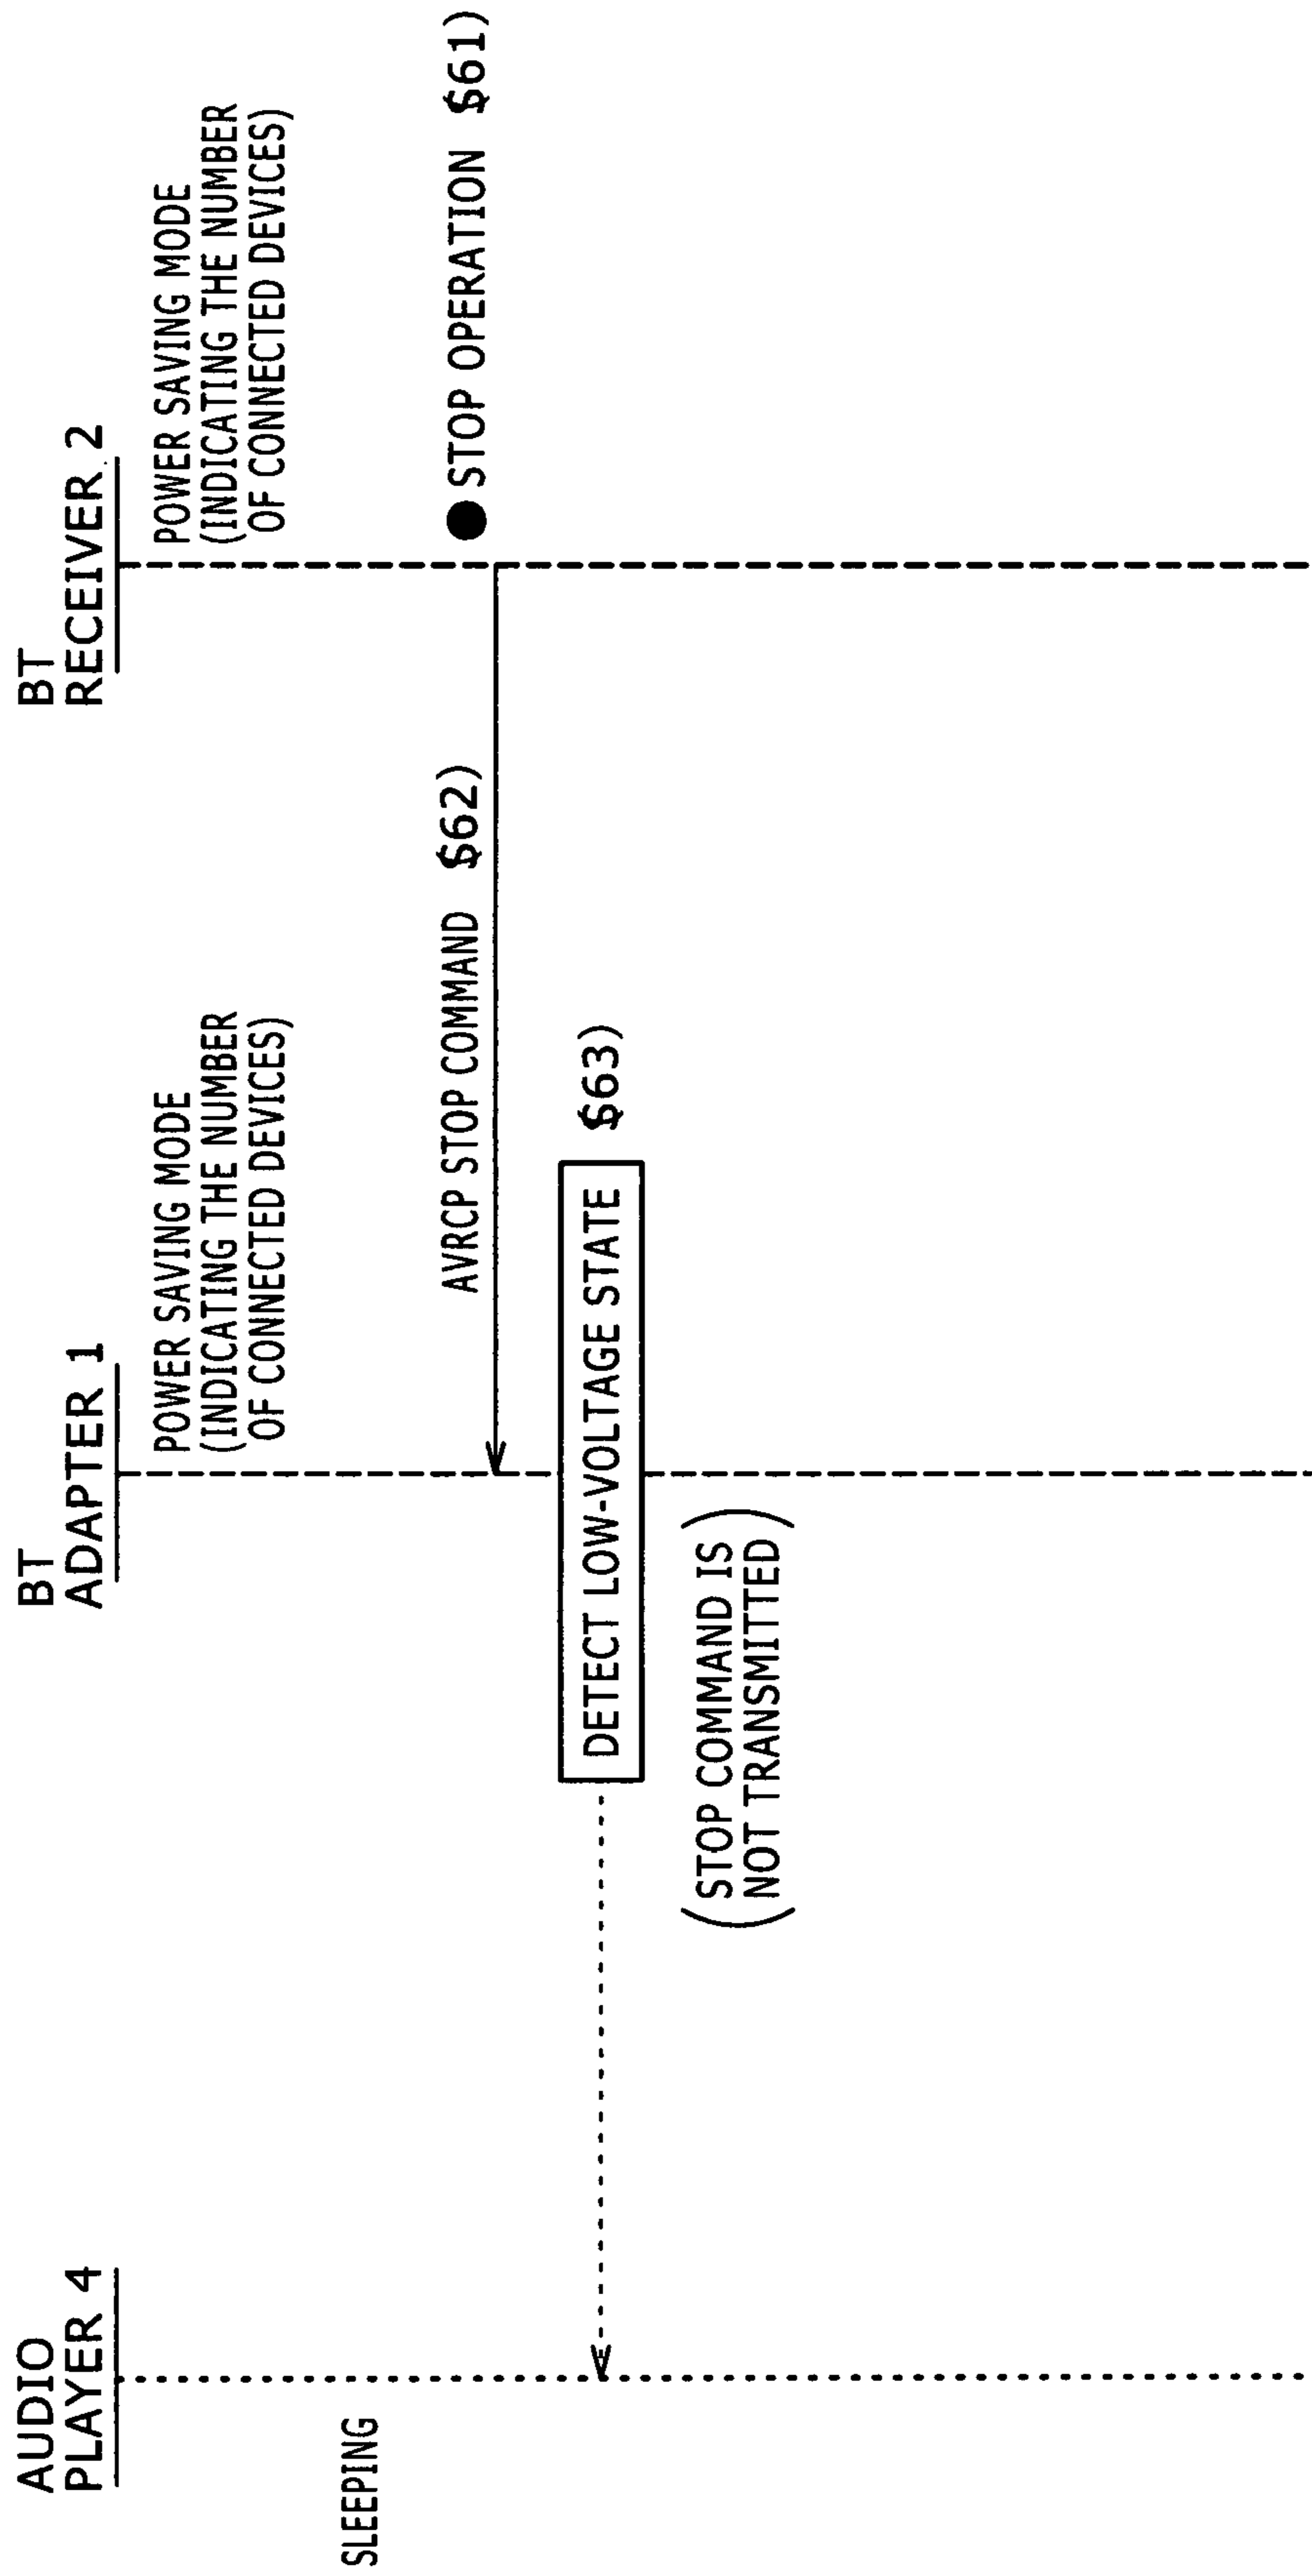 AUDIO
PLAYER 4
BT
ADAPTER 1
BT
RECEIVER 2
SLEEPING
POWER SAVING MODE
(INDICATING THE NUMBER
OF CONNECTED DEVICES)
POWER SAVING MODE
(INDICATING THE NUMBER
OF CONNECTED DEVICES)
● STOP OPERATION (S61)
AVRCP STOP COMMAND (S62)
DETECT LOW-VOLTAGE STATE (S63)
(STOP COMMAND IS
NOT TRANSMITTED)